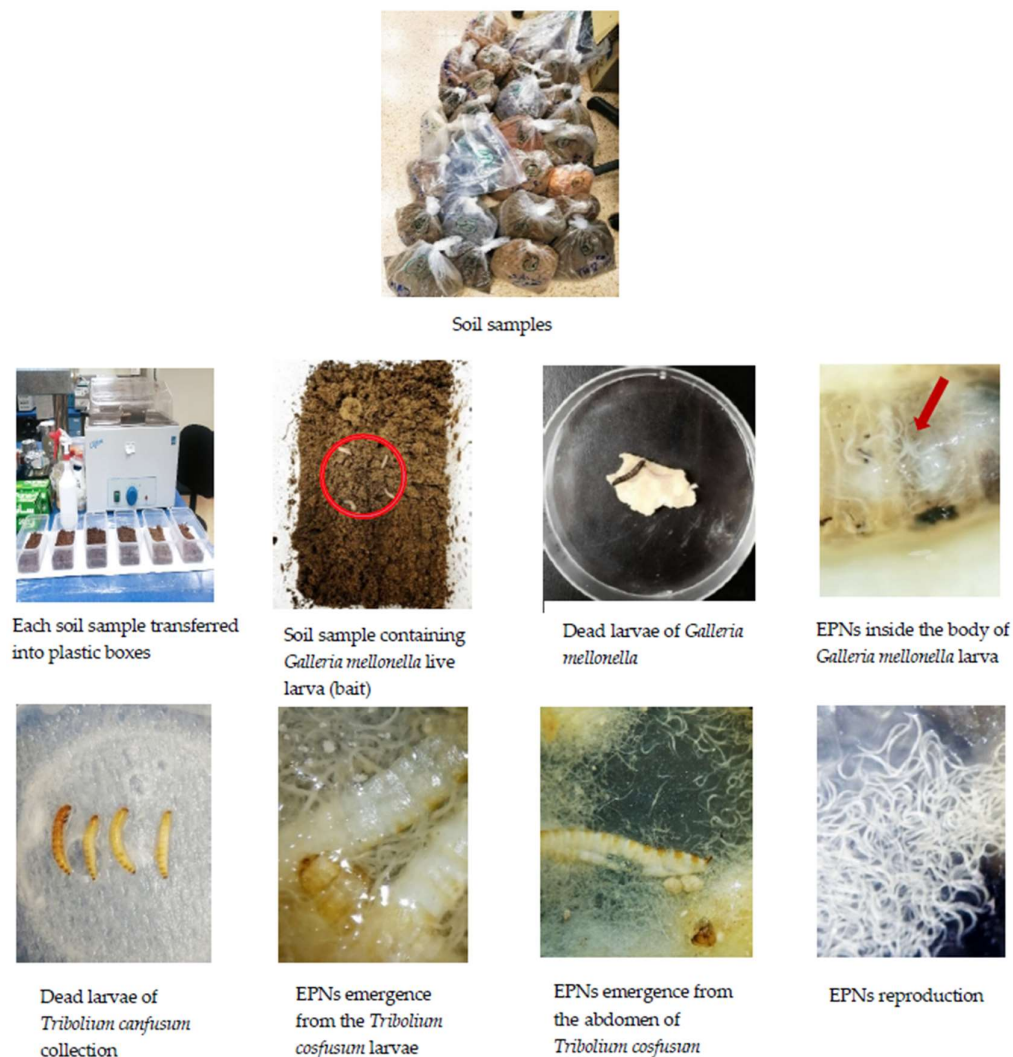 Soil samples
Each soil sample transferred
into plastic boxes
Soil sample containing
Galleria mellonella live
larva (bait)
Dead larvae of Galleria
mellonella
EPNs inside the body of
Galleria mellonella larva
Dead larvae of
Tribolium canfusum
collection
EPNs emergence
from the Tribolium
cosfusum larvae
EPNs emergence from
the abdomen of
Tribolium cosfusum
EPNs reproduction